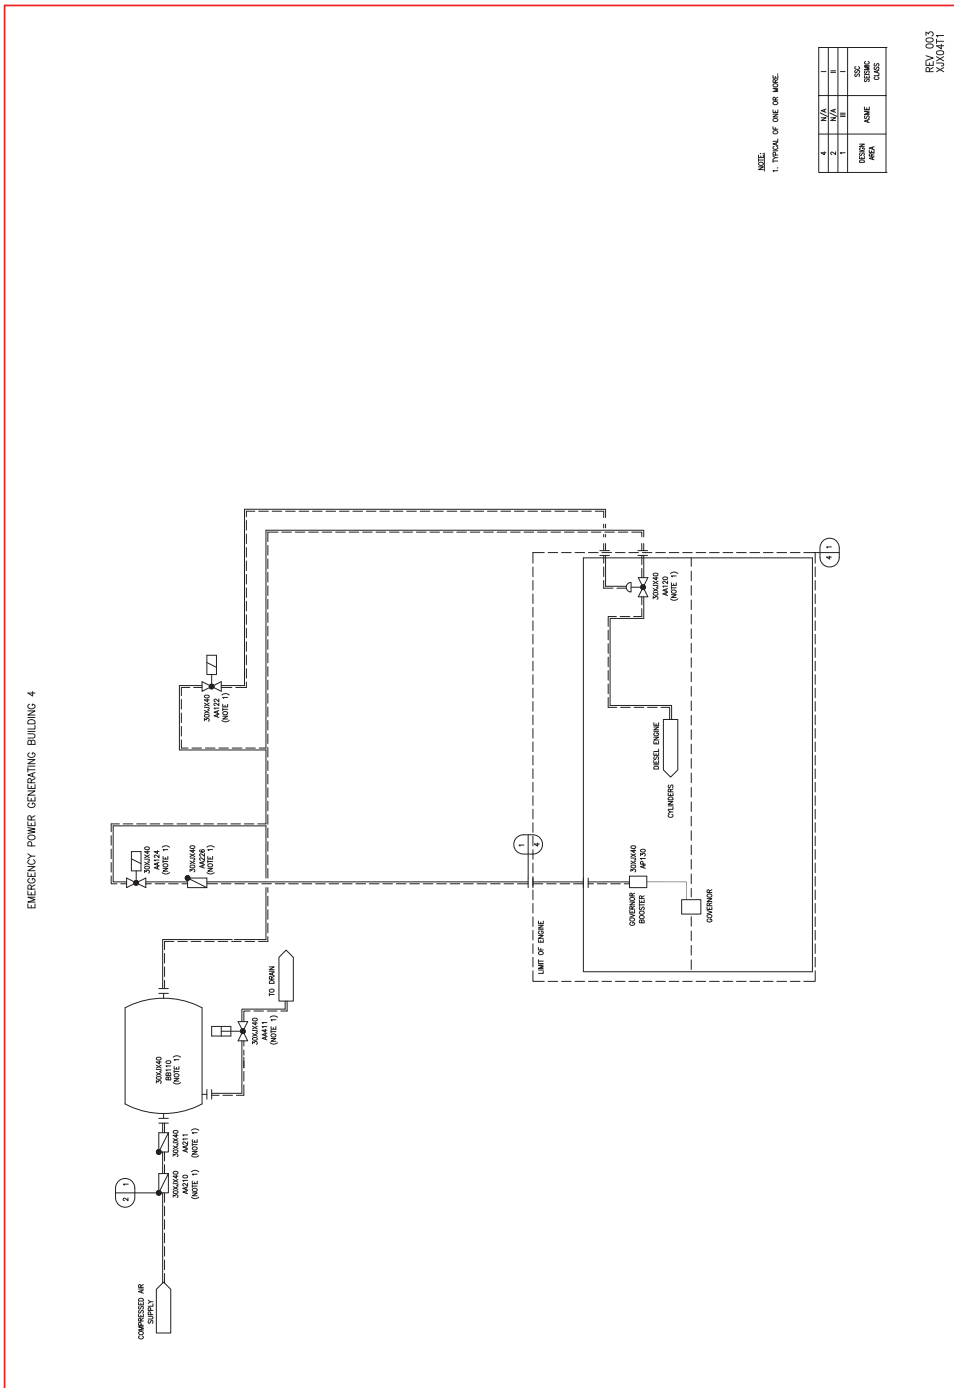 EMERGENCY POWER GENERATING BUILDING 4
COMPRESSED AIR
SUPPLY
2 1
30XJX40
AA210
(NOTE 1)
30XJX40
AA211
(NOTE 1)
30XJX40
BB110
(NOTE 1)
30XJX40
AA411
(NOTE 1)
TO DRAIN
30XJX40
AA124
(NOTE 1)
30XJX40
AA226
(NOTE 1)
30XJX40
AA122
(NOTE 1)
1
4
LIMIT OF ENGINE
GOVERNOR
BOOSTER
30XJX40
AP130
GOVERNOR
DIESEL ENGINE
CYLINDERS
30XJX40
AA120
(NOTE 1)
4 1
NOTE:
1. TYPICAL OF ONE OR MORE.
4 N/A I
2 N/A II
1 III I
DESIGN
AREA
ASME
SSC
SEISMIC
CLASS
REV 003
XJX04T1